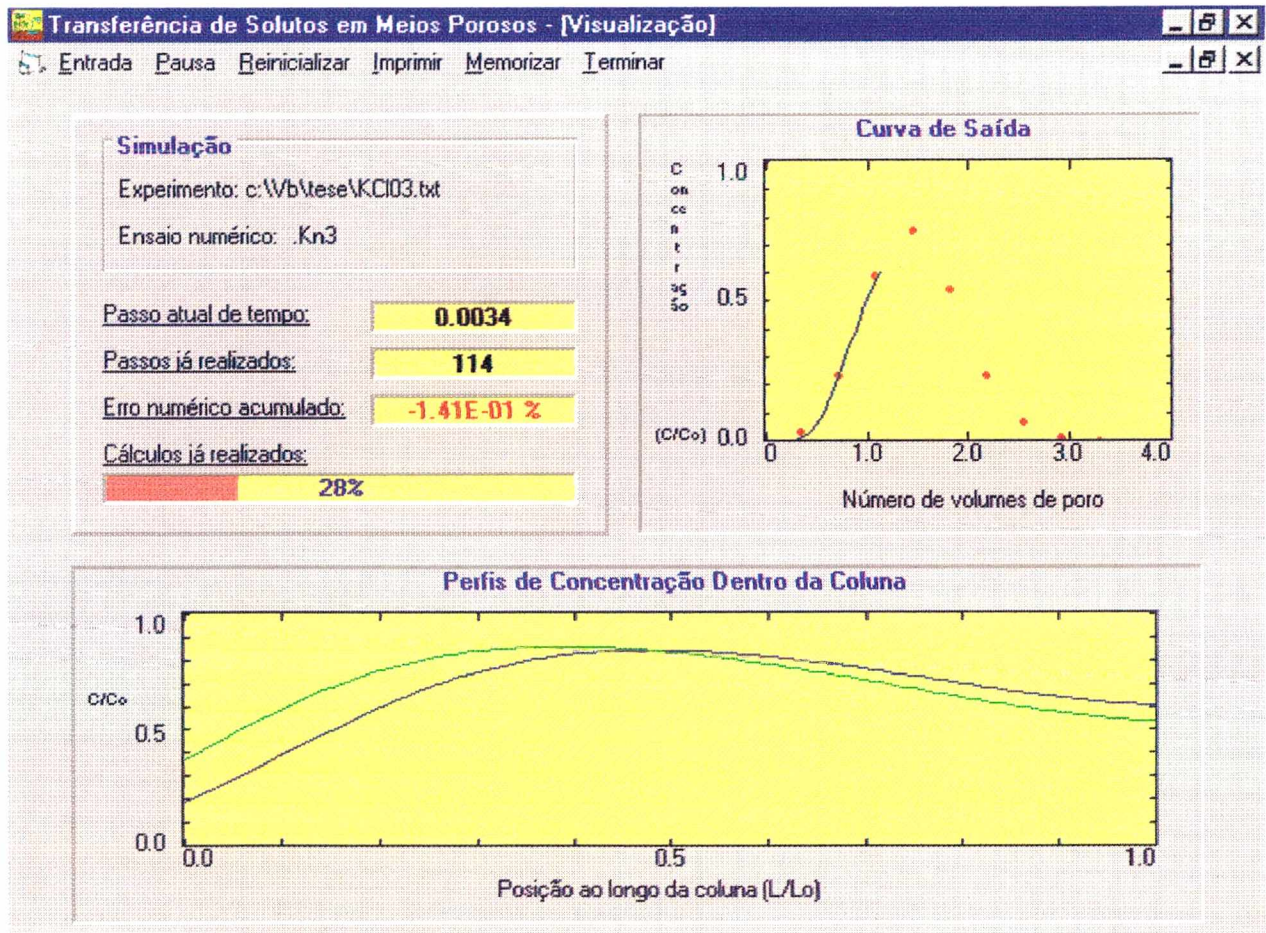 Transferência de Solutos em Meios Porosos - [Visualização]
Entrada Pausa Reinicializar Imprimir Memorizar Terminar
Simulação
Experimento: c:\Vb\tese\KCl03.txt
Ensaio numérico: .Kn3
Passo atual de tempo: 0.0034
Passos já realizados: 114
Erro numérico acumulado: -1.41E-01 %
Cálculos já realizados:
28%
Curva de Saída
Concentração
(C/Co)
1.0
0.5
0.0
0 1.0 2.0 3.0 4.0
Número de volumes de poro
Perfis de Concentração Dentro da Coluna
1.0
C/Co
0.5
0.0
0.0 0.5 1.0
Posição ao longo da coluna (L/Lo)